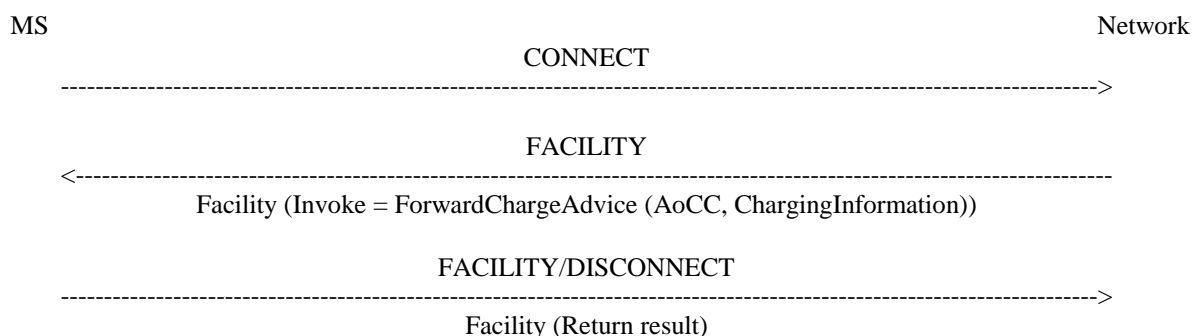 MS Network
CONNECT
------------------------------------------------------------------------------------------------------------------------>
FACILITY
<------------------------------------------------------------------------------------------------------------------------
Facility (Invoke = ForwardChargeAdvice (AoCC, ChargingInformation))
FACILITY/DISCONNECT
------------------------------------------------------------------------------------------------------------------------>
Facility (Return result)